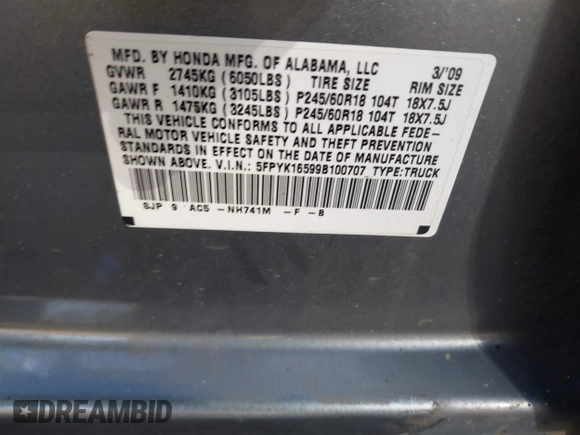 MFD. BY HONDA MFG. OF ALABAMA, LLC 3/'09
GVWR 2745KG (6050LBS) TIRE SIZE RIM SIZE
GAWR F 1410KG (3105LBS) P245/60R18 104T 18X7.5J
GAWR R 1475KG (3245LBS) P245/60R18 104T 18X7.5J
THIS VEHICLE CONFORMS TO ALL APPLICABLE FEDE-
RAL MOTOR VEHICLE SAFETY AND THEFT PREVENTION
STANDARDS IN EFFECT ON THE DATE OF MANUFACTURE
SHOWN ABOVE. V.I.N.: 5FPYK16599B100707 TYPE:TRUCK
SJP 9 AC5 -NH741M -F -B
DREAMBID